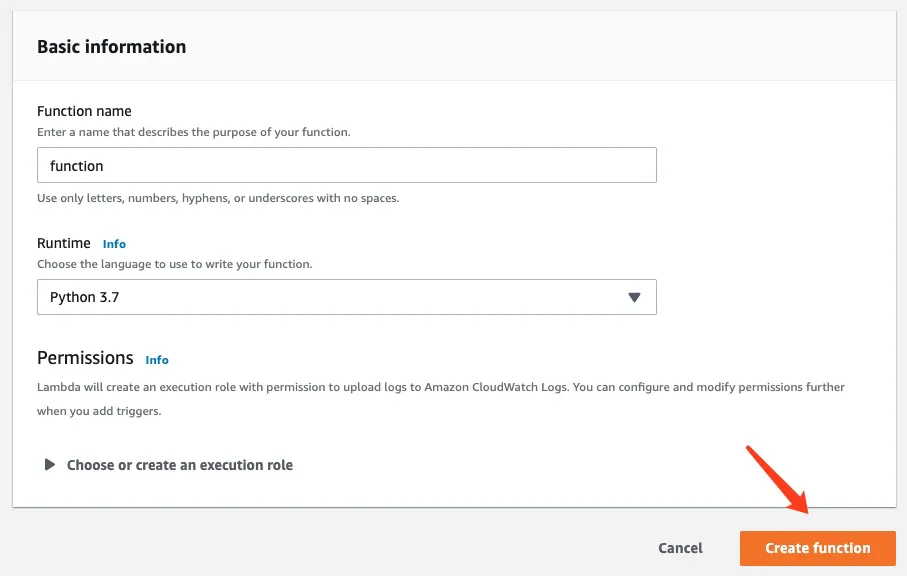 Basic information
Function name
Enter a name that describes the purpose of your function.
function
Use only letters, numbers, hyphens, or underscores with no spaces.
Runtime Info
Choose the language to use to write your function.
Python 3.7
Permissions Info
Lambda will create an execution role with permission to upload logs to Amazon CloudWatch Logs. You can configure and modify permissions further
when you add triggers.
Choose or create an execution role
Cancel Create function